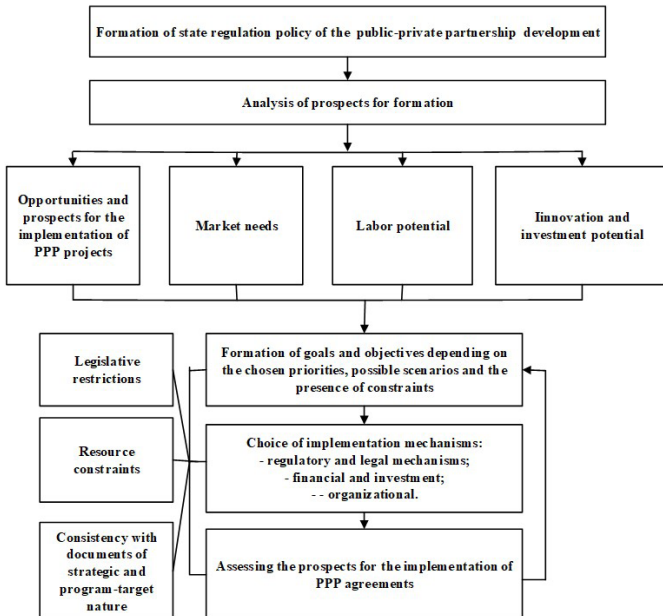 Formation of state regulation policy of the public-private partnership development
Analysis of prospects for formation
Opportunities and
prospects for the
implementation of
PPP projects
Market needs
Labor potential
Iinnovation and
investment potential
Legislative
restrictions
Formation of goals and objectives depending on
the chosen priorities, possible scenarios and the
presence of constraints
Resource
constraints
Choice of implementation mechanisms:
- regulatory and legal mechanisms;
- financial and investment;
- - organizational.
Consistency with
documents of
strategic and
program-target
nature
Assessing the prospects for the implementation of
PPP agreements